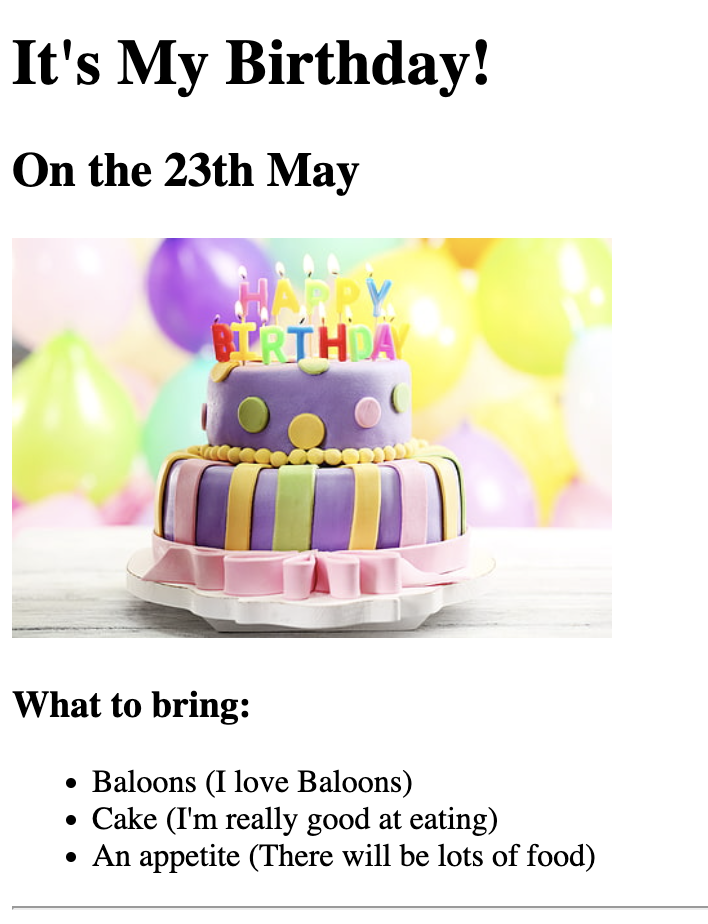 It's My Birthday!
On the 23th May
HAPPY
BIRTHDAY
What to bring:
Baloons (I love Baloons)
Cake (I'm really good at eating)
An appetite (There will be lots of food)